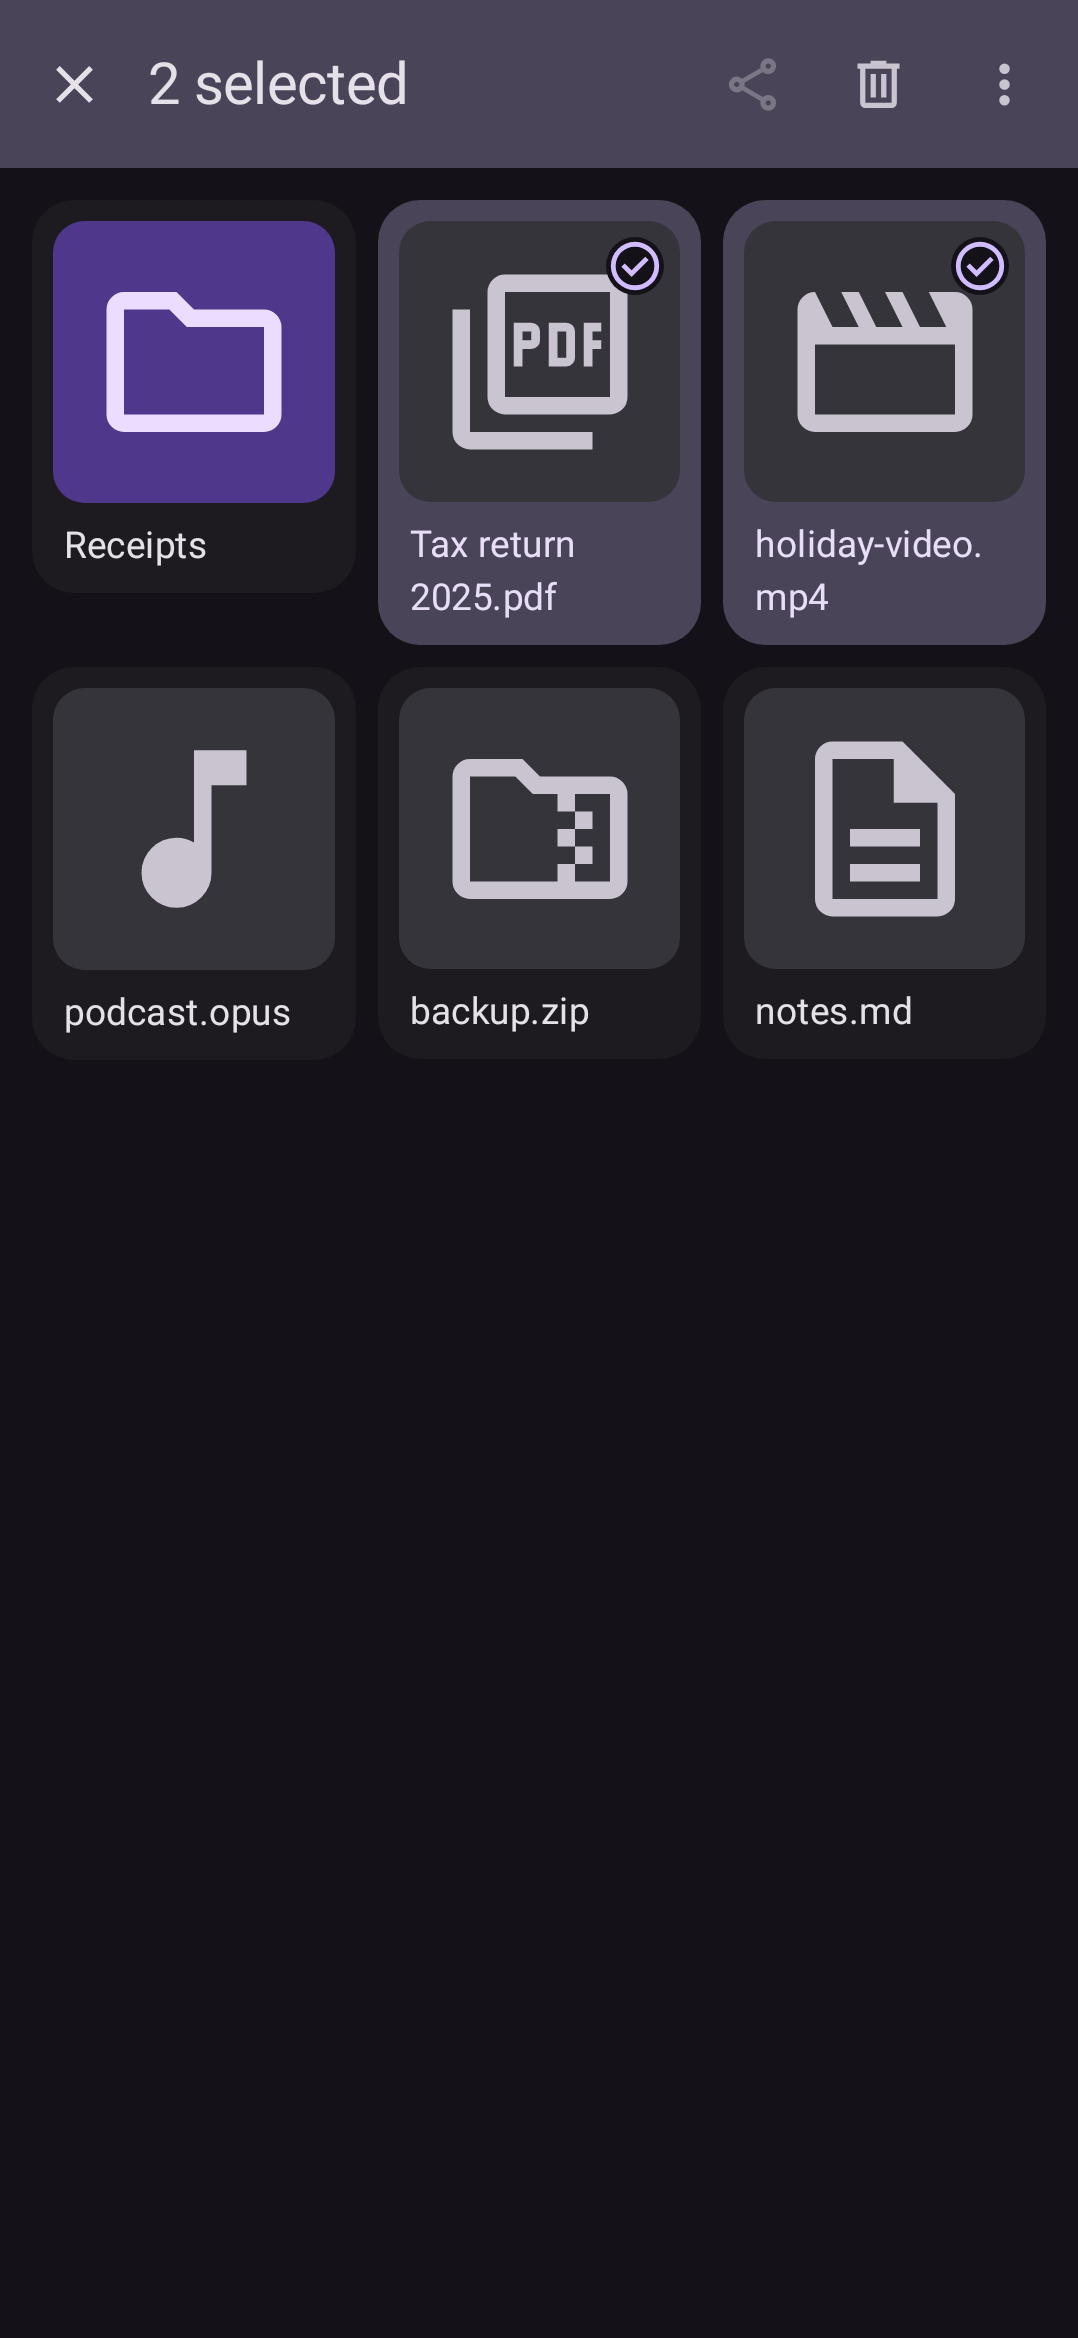 2 selected
Receipts
Tax return
2025.pdf
holiday-video.
mp4
PDF
podcast.opus
backup.zip
notes.md